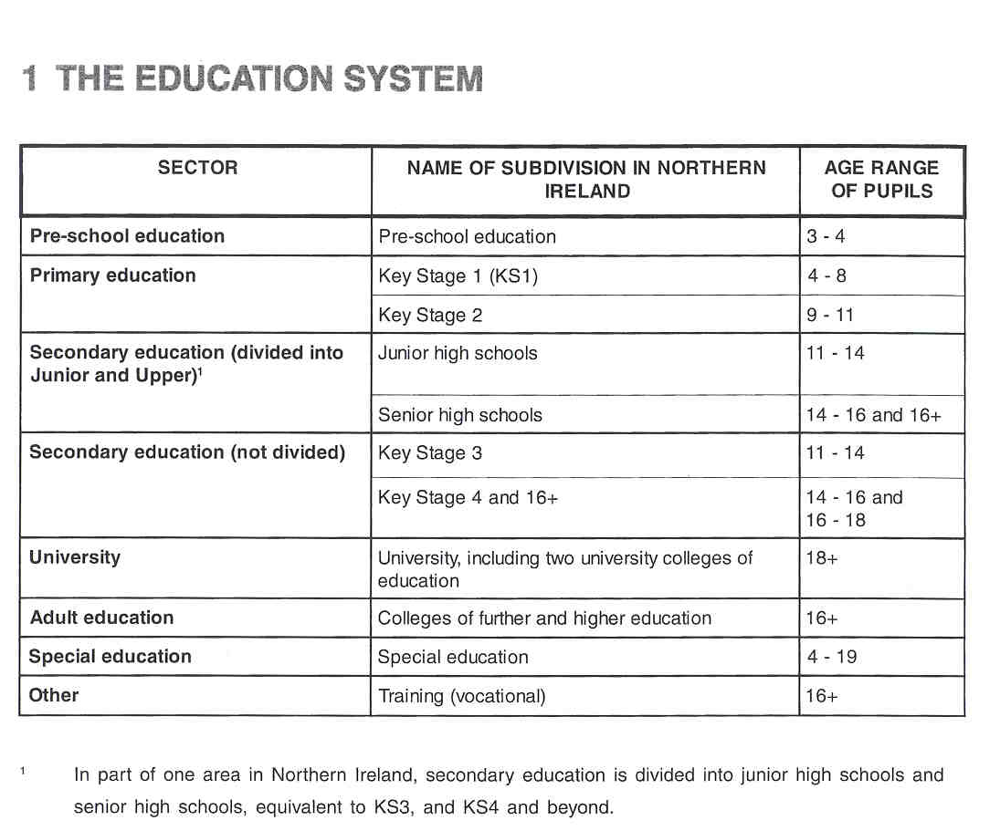 1 THE EDUCATION SYSTEM
SECTOR
NAME OF SUBDIVISION IN NORTHERN
IRELAND
AGE RANGE
OF PUPILS
Pre-school education
Pre-school education
3 - 4
Primary education
Key Stage 1 (KS1)
4 - 8
Key Stage 2
9 - 11
Secondary education (divided into
Junior and Upper)¹
Junior high schools
11 - 14
Senior high schools
14 - 16 and 16+
Secondary education (not divided)
Key Stage 3
11 - 14
Key Stage 4 and 16+
14 - 16 and
16 - 18
University
University, including two university colleges of
education
18+
Adult education
Colleges of further and higher education
16+
Special education
Special education
4 - 19
Other
Training (vocational)
16+
¹ In part of one area in Northern Ireland, secondary education is divided into junior high schools and
senior high schools, equivalent to KS3, and KS4 and beyond.